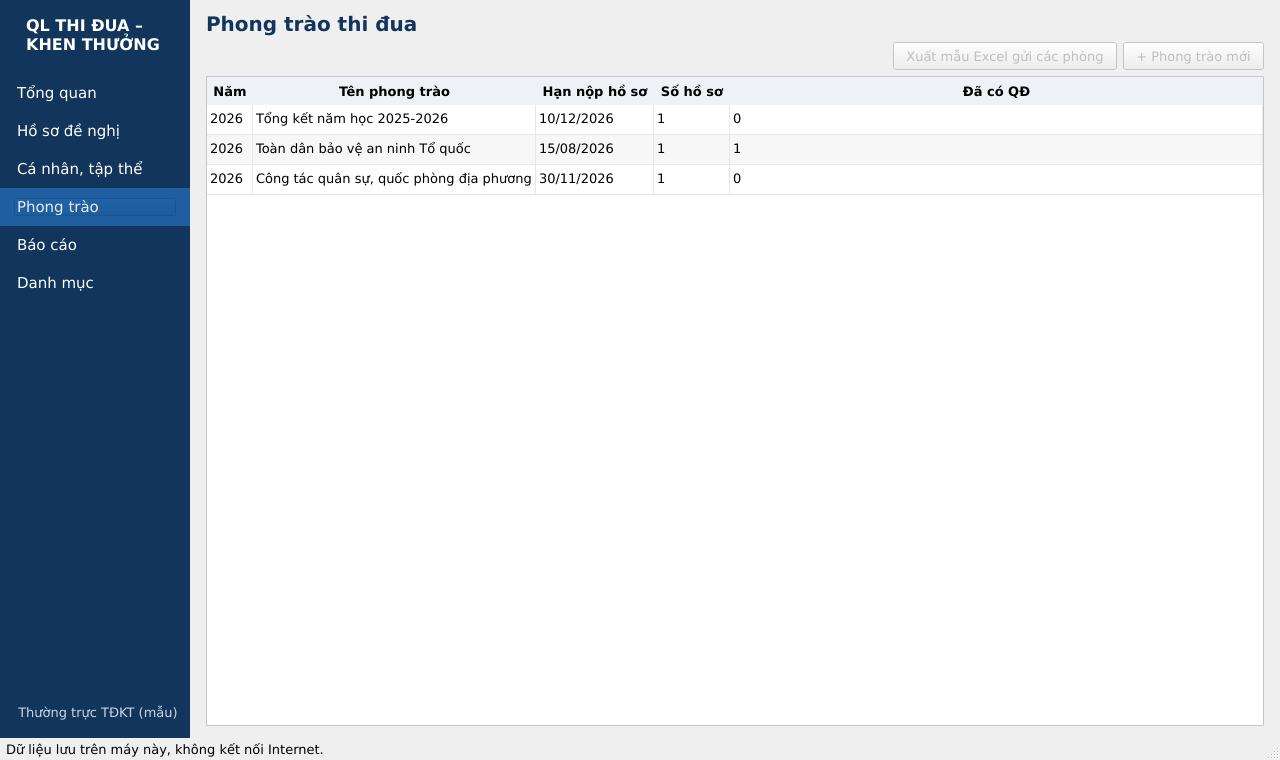 QL THI ĐUA –
KHEN THƯỞNG
Tổng quan
Hồ sơ đề nghị
Cá nhân, tập thể
Phong trào
Báo cáo
Danh mục
Thường trực TĐKT (mẫu)
Phong trào thi đua
Xuất mẫu Excel gửi các phòng + Phong trào mới
Năm Tên phong trào Hạn nộp hồ sơ Số hồ sơ Đã có QĐ
2026 Tổng kết năm học 2025-2026 10/12/2026 1 0
2026 Toàn dân bảo vệ an ninh Tổ quốc 15/08/2026 1 1
2026 Công tác quân sự, quốc phòng địa phương 30/11/2026 1 0
Dữ liệu lưu trên máy này, không kết nối Internet.